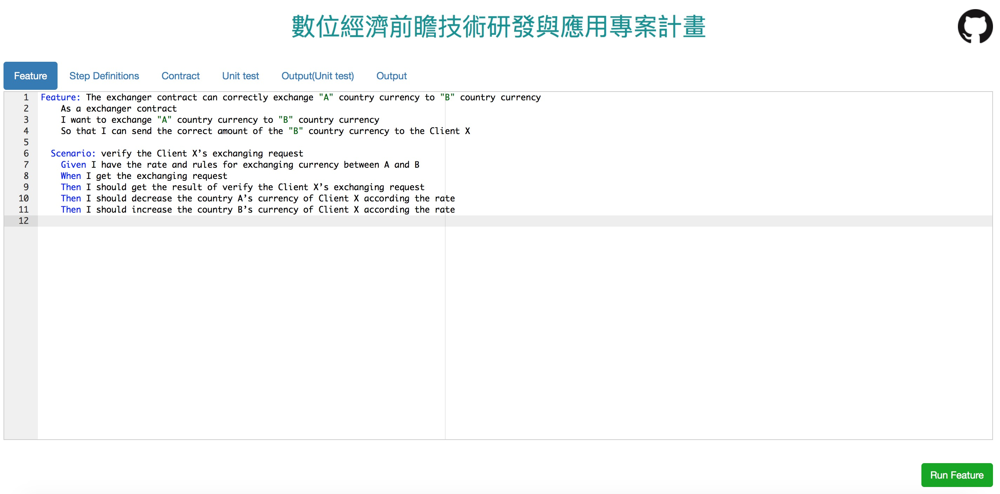 數位經濟前瞻技術研發與應用專案計畫
Feature Step Definitions Contract Unit test Output(Unit test) Output
1 Feature: The exchanger contract can correctly exchange "A" country currency to "B" country currency
2 As a exchanger contract
3 I want to exchange "A" country currency to "B" country currency
4 So that I can send the correct amount of the "B" country currency to the Client X
5
6 Scenario: verify the Client X’s exchanging request
7 Given I have the rate and rules for exchanging currency between A and B
8 When I get the exchanging request
9 Then I should get the result of verify the Client X’s exchanging request
10 Then I should decrease the country A’s currency of Client X according the rate
11 Then I should increase the country B’s currency of Client X according the rate
12
Run Feature